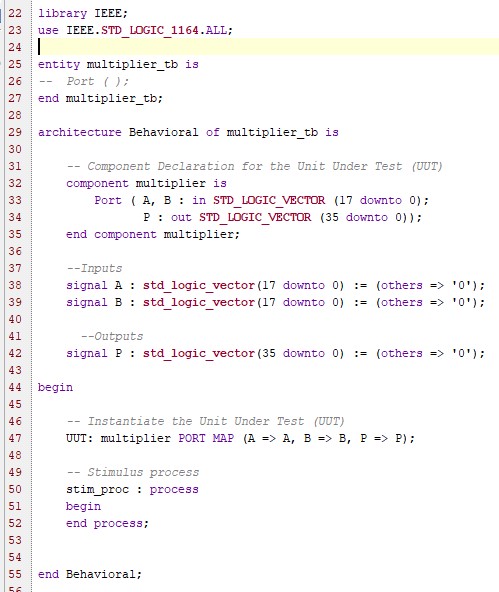 22 library IEEE;
23 use IEEE.STD_LOGIC_1164.ALL;
24
25 entity multiplier_tb is
26 --  Port ( );
27 end multiplier_tb;
28
29 architecture Behavioral of multiplier_tb is
30
31     -- Component Declaration for the Unit Under Test (UUT)
32     component multiplier is
33         Port ( A, B : in STD_LOGIC_VECTOR (17 downto 0);
34                P : out STD_LOGIC_VECTOR (35 downto 0));
35     end component multiplier;
36
37     --Inputs
38     signal A : std_logic_vector(17 downto 0) := (others => '0');
39     signal B : std_logic_vector(17 downto 0) := (others => '0');
40
41       --Outputs
42     signal P : std_logic_vector(35 downto 0) := (others => '0');
43
44 begin
45
46     -- Instantiate the Unit Under Test (UUT)
47     UUT: multiplier PORT MAP (A => A, B => B, P => P);
48
49     -- Stimulus process
50     stim_proc : process
51     begin
52     end process;
53
54
55 end Behavioral;
56